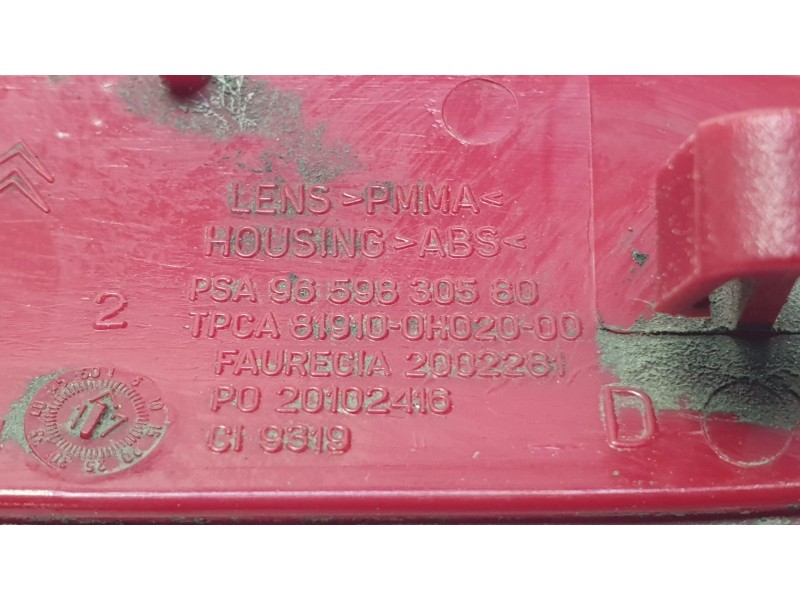 LENS >PMMA<
HOUSING >ABS<
PSA 96 598 305 80
2
TPCA 81910-0H020-00
FAURECIA 2002281
PO 20102416
CI 9319
D